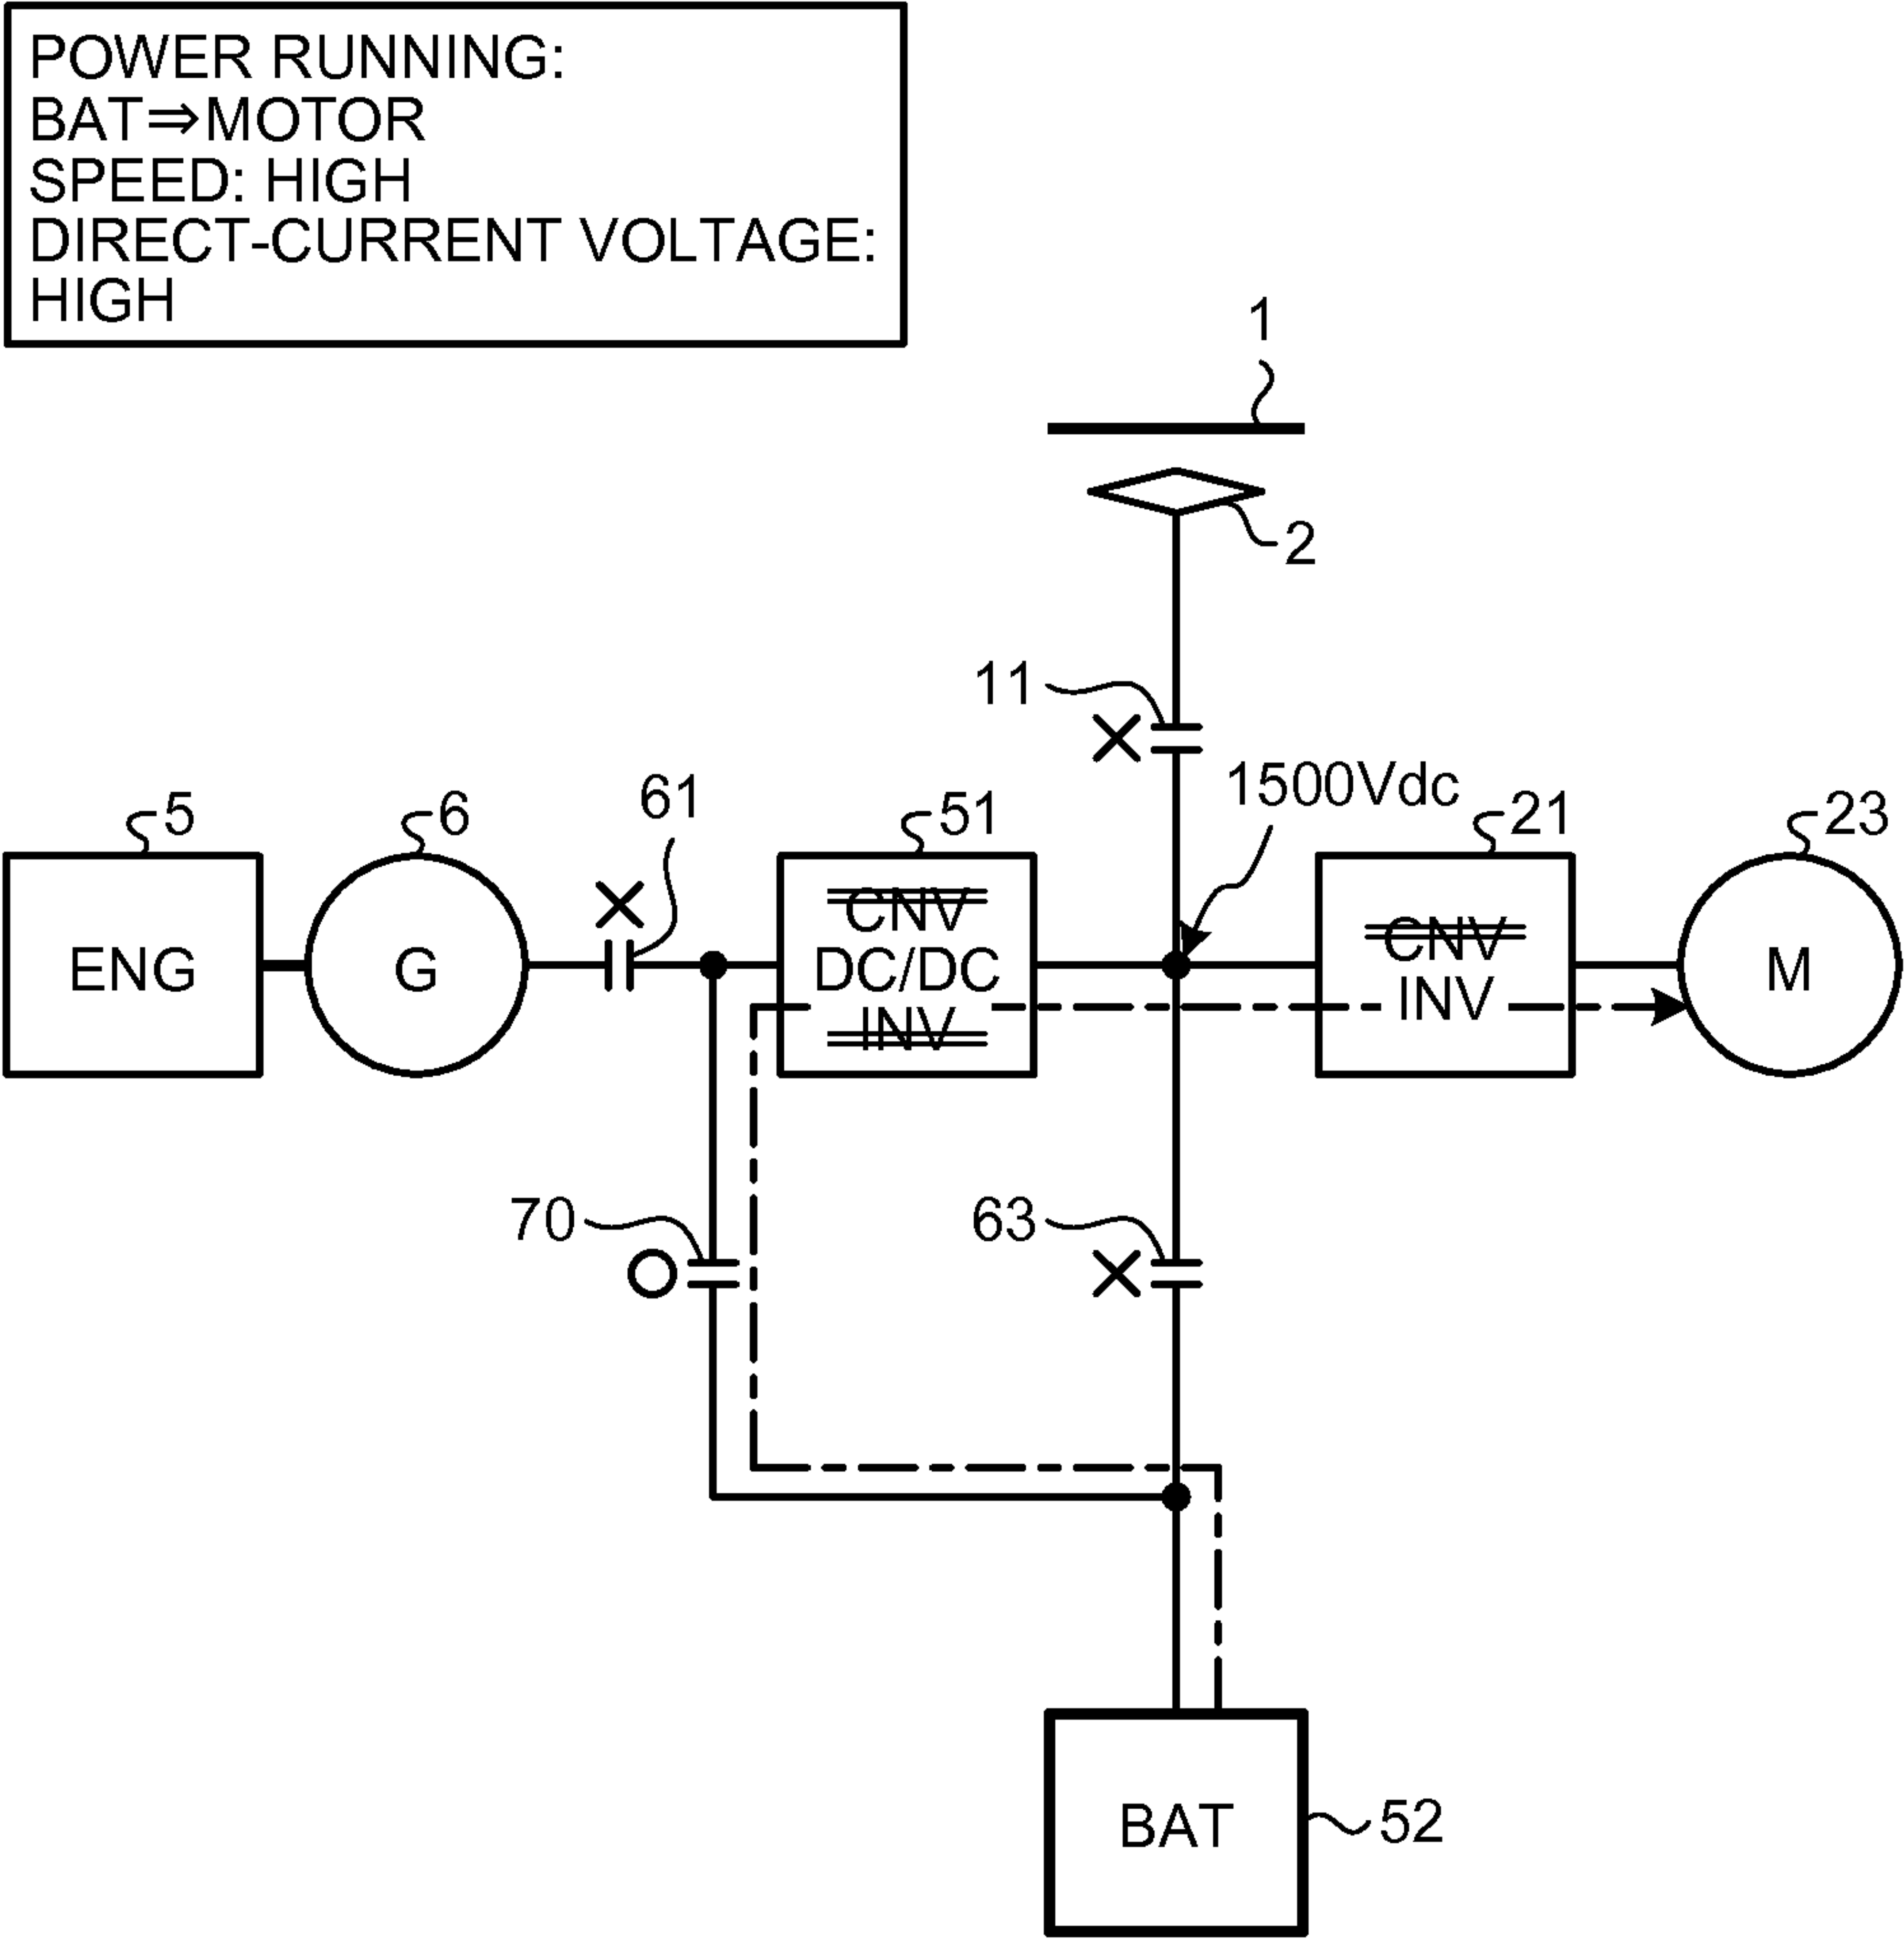 POWER RUNNING:
BAT⇒MOTOR
SPEED: HIGH
DIRECT-CURRENT VOLTAGE:
HIGH
1
2
11
1500Vdc
5
6
61
51
21
23
ENG
G
CNV
DC/DC
INV
CNV
INV
M
70
63
BAT
52